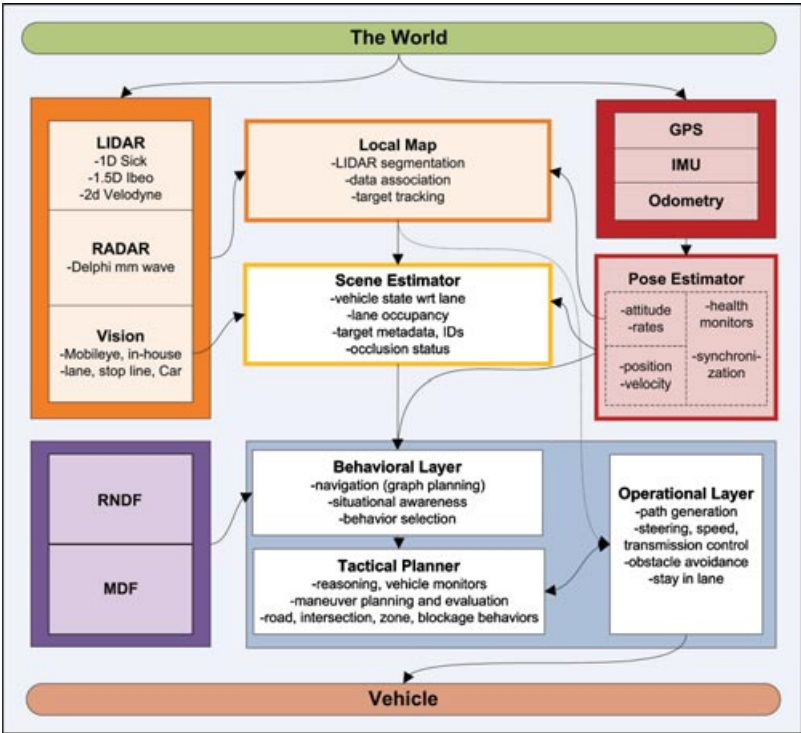 The World
LIDAR
-1D Sick
-1.5D Ibeo
-2d Velodyne
RADAR
-Delphi mm wave
Vision
-Mobileye, in-house
-lane, stop line, Car
Local Map
-LIDAR segmentation
-data association
-target tracking
GPS
IMU
Odometry
Scene Estimator
-vehicle state wrt lane
-lane occupancy
-target metadata, IDs
-occlusion status
Pose Estimator
-attitude
-rates
-health
monitors
-position
-velocity
-synchroni-
zation
RNDF
MDF
Behavioral Layer
-navigation (graph planning)
-situational awareness
-behavior selection
Tactical Planner
-reasoning, vehicle monitors
-maneuver planning and evaluation
-road, intersection, zone, blockage behaviors
Operational Layer
-path generation
-steering, speed,
transmission control
-obstacle avoidance
-stay in lane
Vehicle